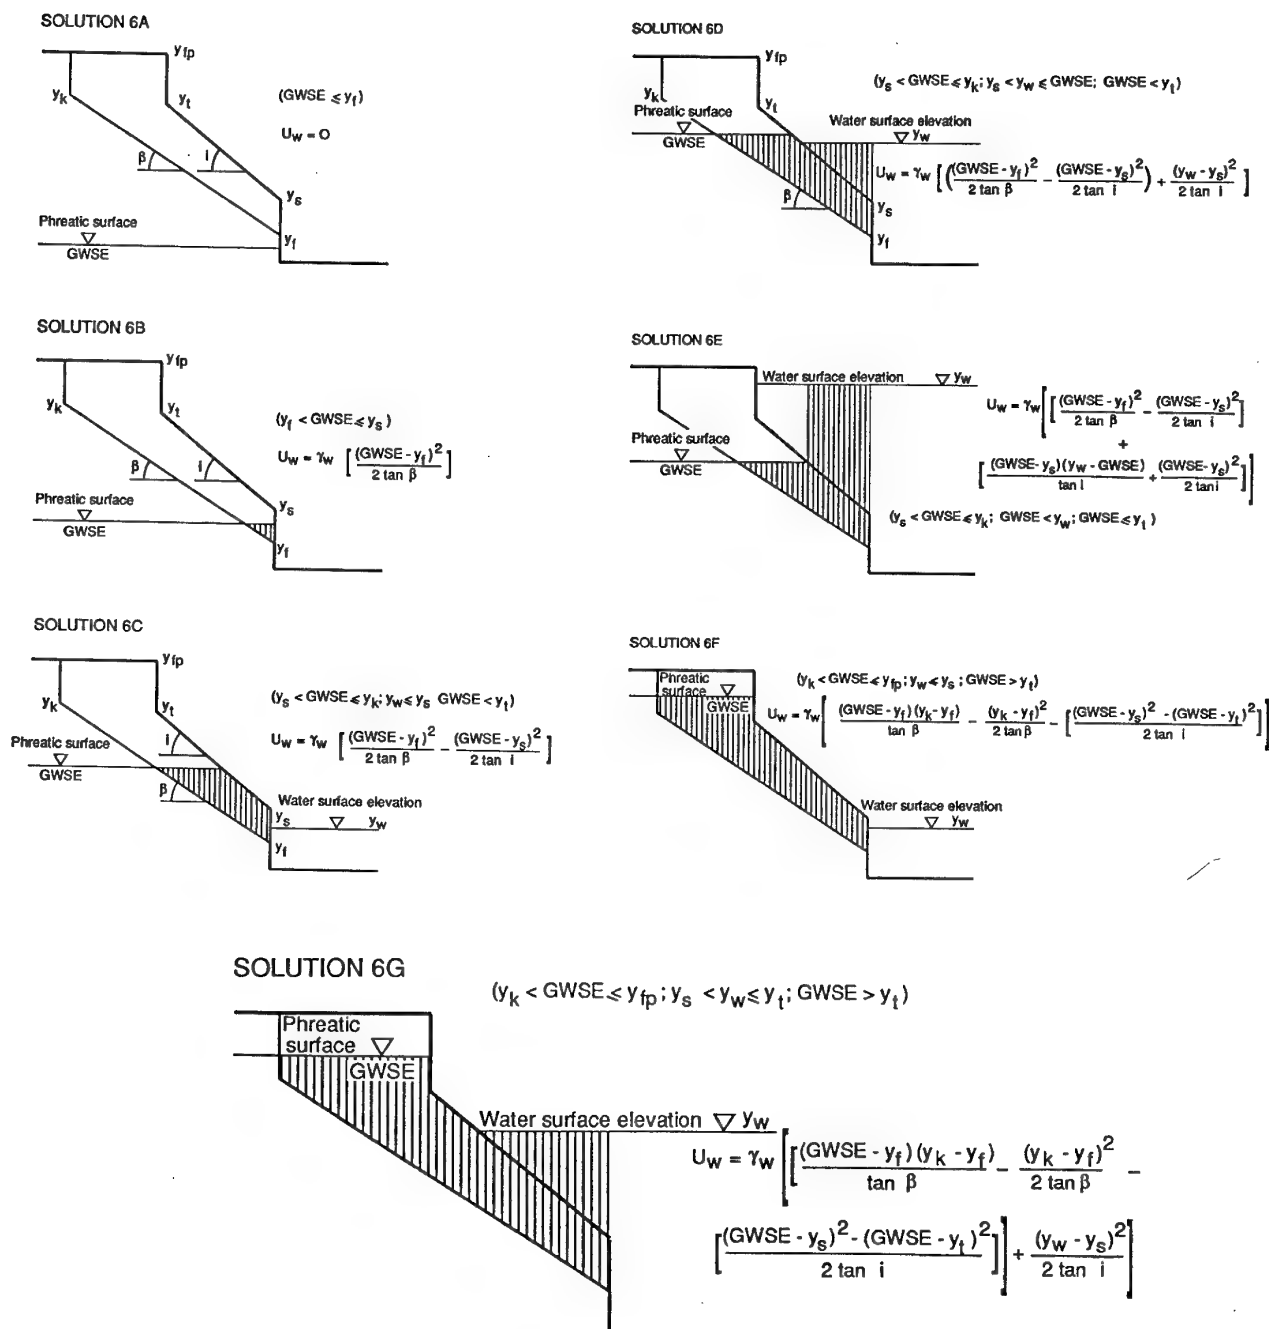 SOLUTION 6A
y_fp
y_k
y_t
(GWSE ≤ y_f)
U_w = O
β
i
y_s
Phreatic surface
y_f
GWSE
SOLUTION 6B
y_fp
y_k
y_t
(y_f < GWSE ≤ y_s)
U_w = γ_w [ (GWSE - y_f)^2 / 2 tan β ]
β
i
Phreatic surface
y_s
GWSE
y_f
SOLUTION 6C
y_fp
y_k
y_t
(y_s < GWSE ≤ y_k; y_w ≤ y_s GWSE < y_t)
i
U_w = γ_w [ (GWSE - y_f)^2 / 2 tan β - (GWSE - y_s)^2 / 2 tan i ]
Phreatic surface
GWSE
β
Water surface elevation
y_s
y_w
y_f
SOLUTION 6D
y_fp
(y_s < GWSE ≤ y_k; y_s < y_w ≤ GWSE; GWSE < y_t)
y_k
y_t
Phreatic surface
Water surface elevation
GWSE
y_w
U_w = γ_w [ ( (GWSE - y_f)^2 / 2 tan β - (GWSE - y_s)^2 / 2 tan i ) + (y_w - y_s)^2 / 2 tan i ]
β
y_s
y_f
SOLUTION 6E
Water surface elevation y_w
U_w = γ_w [ [ (GWSE - y_f)^2 / 2 tan β - (GWSE - y_s)^2 / 2 tan i ]
+
[ (GWSE - y_s)(y_w - GWSE) / tan i + (GWSE - y_s)^2 / 2 tan i ] ]
Phreatic surface
GWSE
(y_s < GWSE ≤ y_k; GWSE < y_w; GWSE ≤ y_t)
SOLUTION 6F
Phreatic
surface
(y_k < GWSE ≤ y_fp; y_w ≤ y_s; GWSE > y_t)
GWSE
U_w = γ_w [ (GWSE - y_f)(y_k - y_f) / tan β - (y_k - y_f)^2 / 2 tan β - [ (GWSE - y_s)^2 - (GWSE - y_t)^2 / 2 tan i ] ]
Water surface elevation
y_w
SOLUTION 6G
(y_k < GWSE ≤ y_fp; y_s < y_w ≤ y_t; GWSE > y_t)
Phreatic
surface
GWSE
Water surface elevation y_w
U_w = γ_w [ [ (GWSE - y_f)(y_k - y_f) / tan β - (y_k - y_f)^2 / 2 tan β -
[ (GWSE - y_s)^2 - (GWSE - y_t)^2 / 2 tan i ] ] + (y_w - y_s)^2 / 2 tan i ]